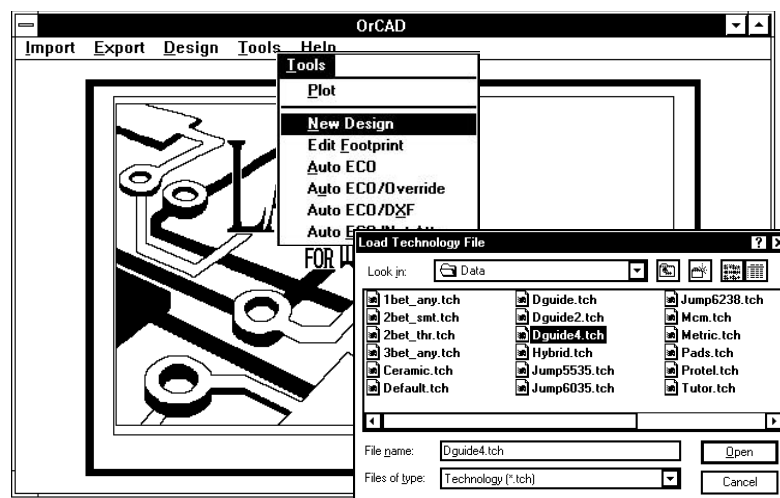 OrCAD
Import Export Design Tools Help
Tools
Plot
New Design
Edit Footprint
Auto ECO
Auto ECO/Override
Auto ECO/DXF
Auto
FOR
Load Technology File
Look in: Data
1bet_any.tch Dguide.tch Jump6238.tch
2bet_smt.tch Dguide2.tch Mcm.tch
2bet_thr.tch Dguide4.tch Metric.tch
3bet_any.tch Hybrid.tch Pads.tch
Ceramic.tch Jump5535.tch Protel.tch
Default.tch Jump6035.tch Tutor.tch
File name: Dguide4.tch Open
Files of type: Technology (*.tch) Cancel